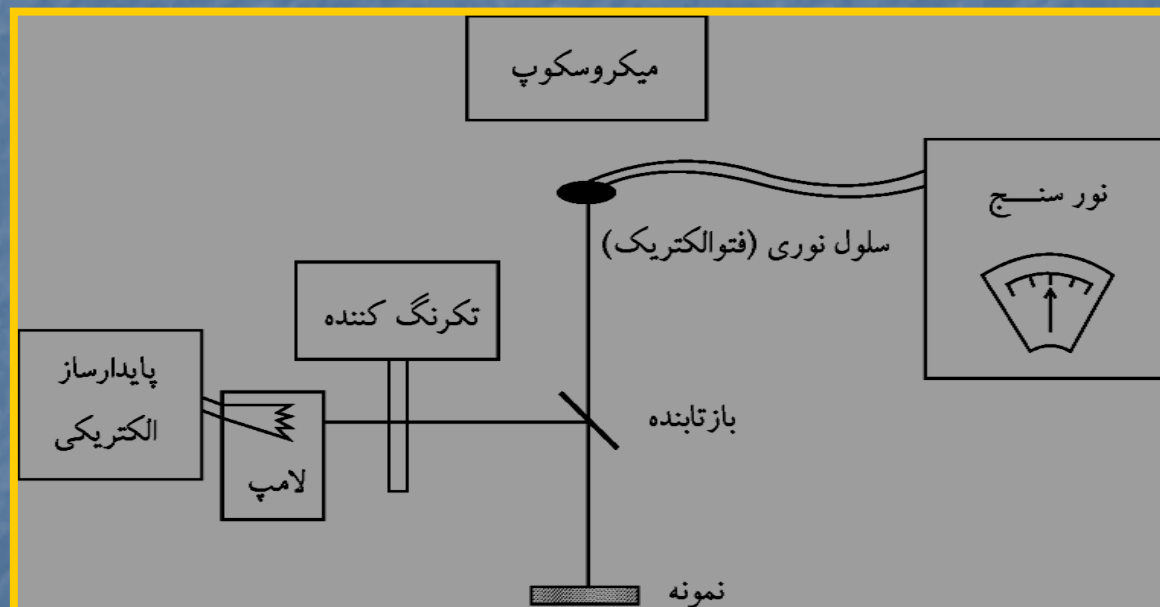 میکروسکوپ
نور سنـــج
سلول نوری (فتوالکتریک)
تکرنگ کننده
پایدارساز
الکتریکی
لامپ
بازتابنده
نمونه